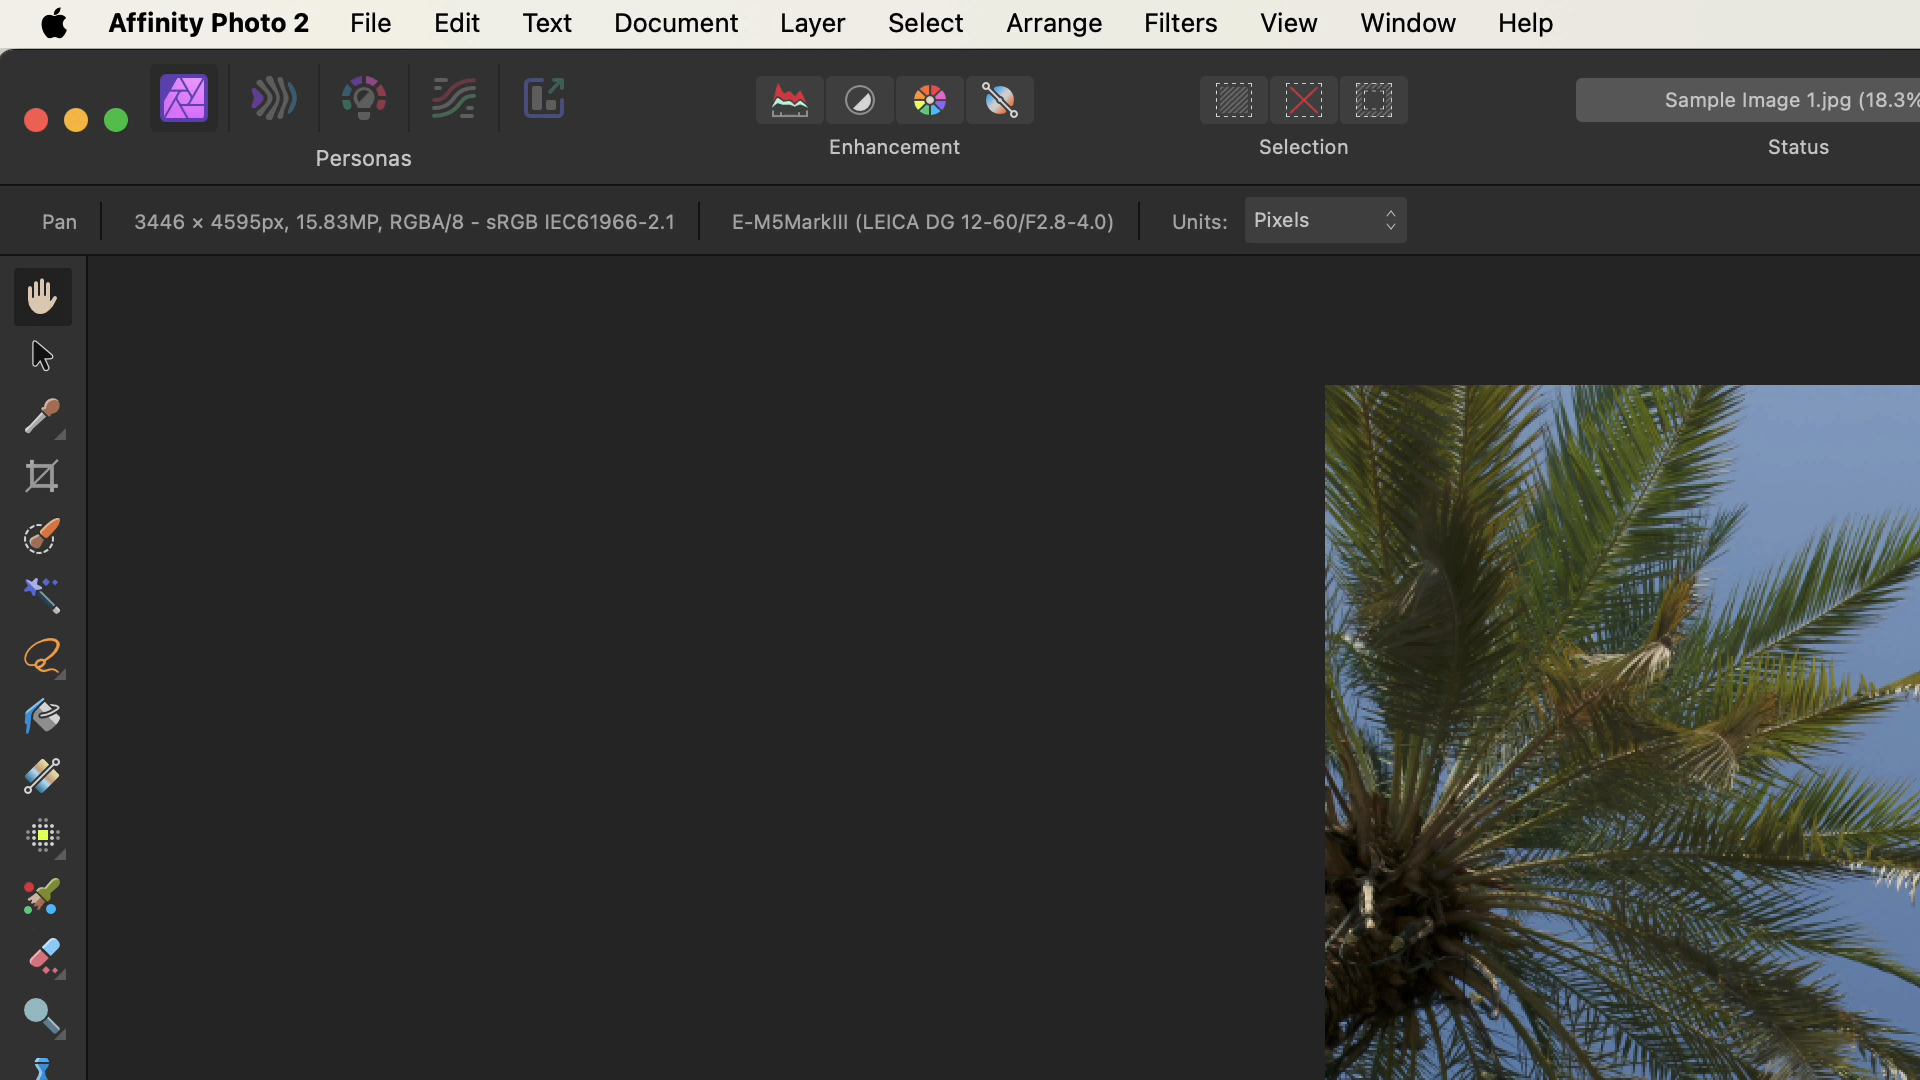 Affinity Photo 2 File Edit Text Document Layer Select Arrange Filters View Window Help
Personas
Enhancement
Selection
Sample Image 1.jpg (18.3%
Status
Pan 3446 × 4595px, 15.83MP, RGBA/8 - sRGB IEC61966-2.1 E-M5MarkIII (LEICA DG 12-60/F2.8-4.0) Units: Pixels